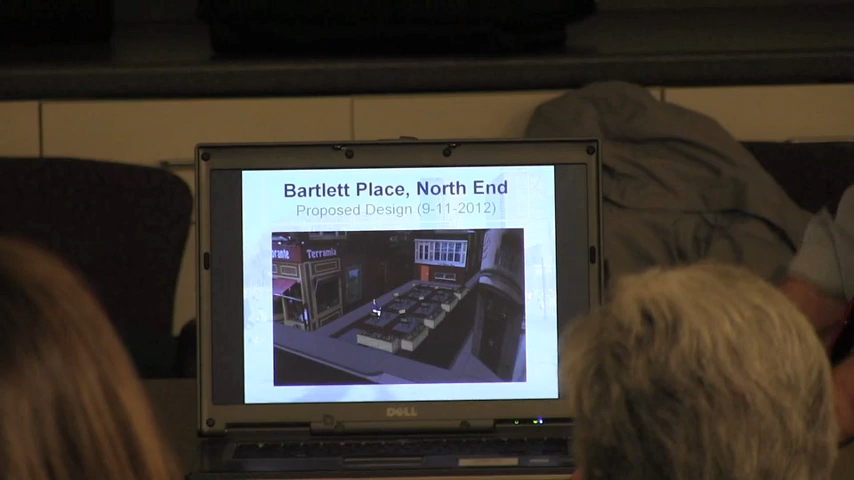 Bartlett Place, North End
Proposed Design (9-11-2012)
Terramia
DELL